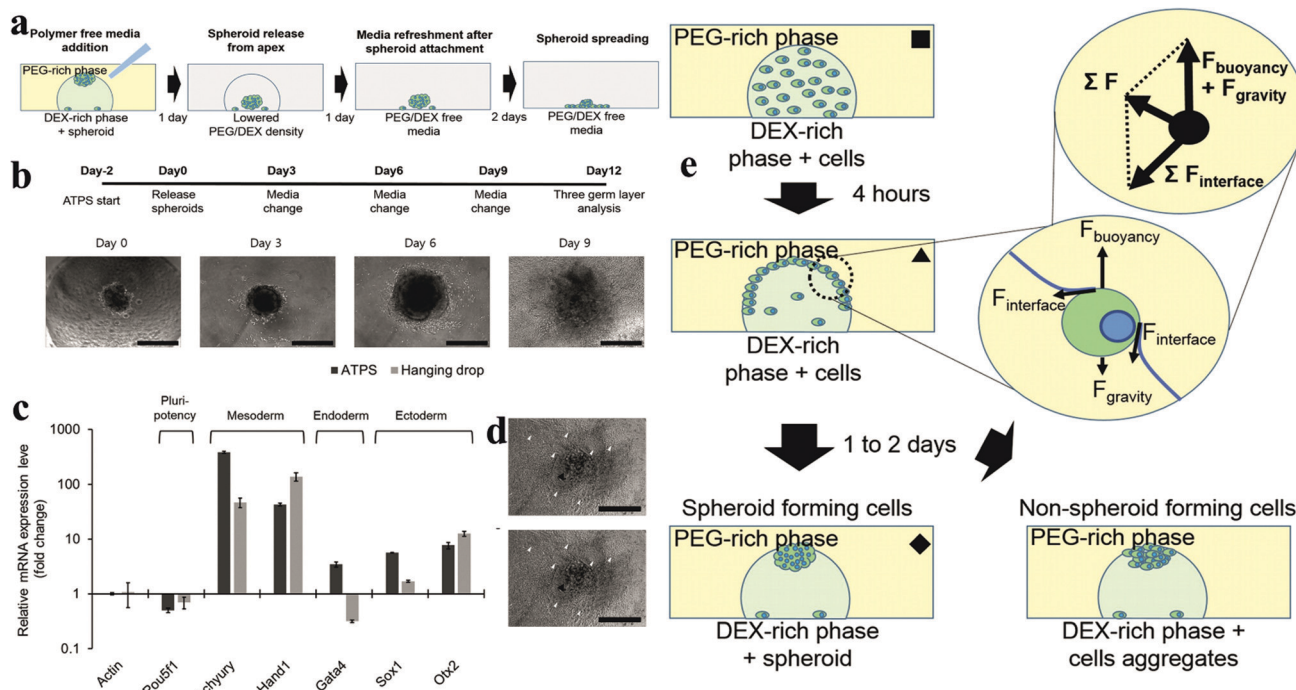 a
Polymer free media
addition
PEG-rich phase
DEX-rich phase
+ spheroid
1 day
Spheroid release
from apex
Lowered
PEG/DEX density
1 day
Media refreshment after
spheroid attachment
PEG/DEX free
media
2 days
Spheroid spreading
PEG/DEX free
media
b
Day-2 Day0 Day3 Day6 Day9 Day12
ATPS start
Release
spheroids
Media
change
Media
change
Media
change
Three germ layer
analysis
Day 0 Day 3 Day 6 Day 9
c
ATPS Hanging drop
Pluri-
potency
Mesoderm Endoderm Ectoderm
Relative mRNA expression leve
(fold change)
1000
100
10
1
0.1
Actin
Pou5f1
chyury
Hand1
Gata4
Sox1
Otx2
d
e
PEG-rich phase
DEX-rich
phase + cells
4 hours
PEG-rich phase
DEX-rich
phase + cells
Fbuoyancy
+ Fgravity
Σ F
Σ Finterface
Fbuoyancy
Finterface
Finterface
Fgravity
1 to 2 days
Spheroid forming cells
PEG-rich phase
DEX-rich phase
+ spheroid
Non-spheroid forming cells
PEG-rich phase
DEX-rich phase +
cells aggregates